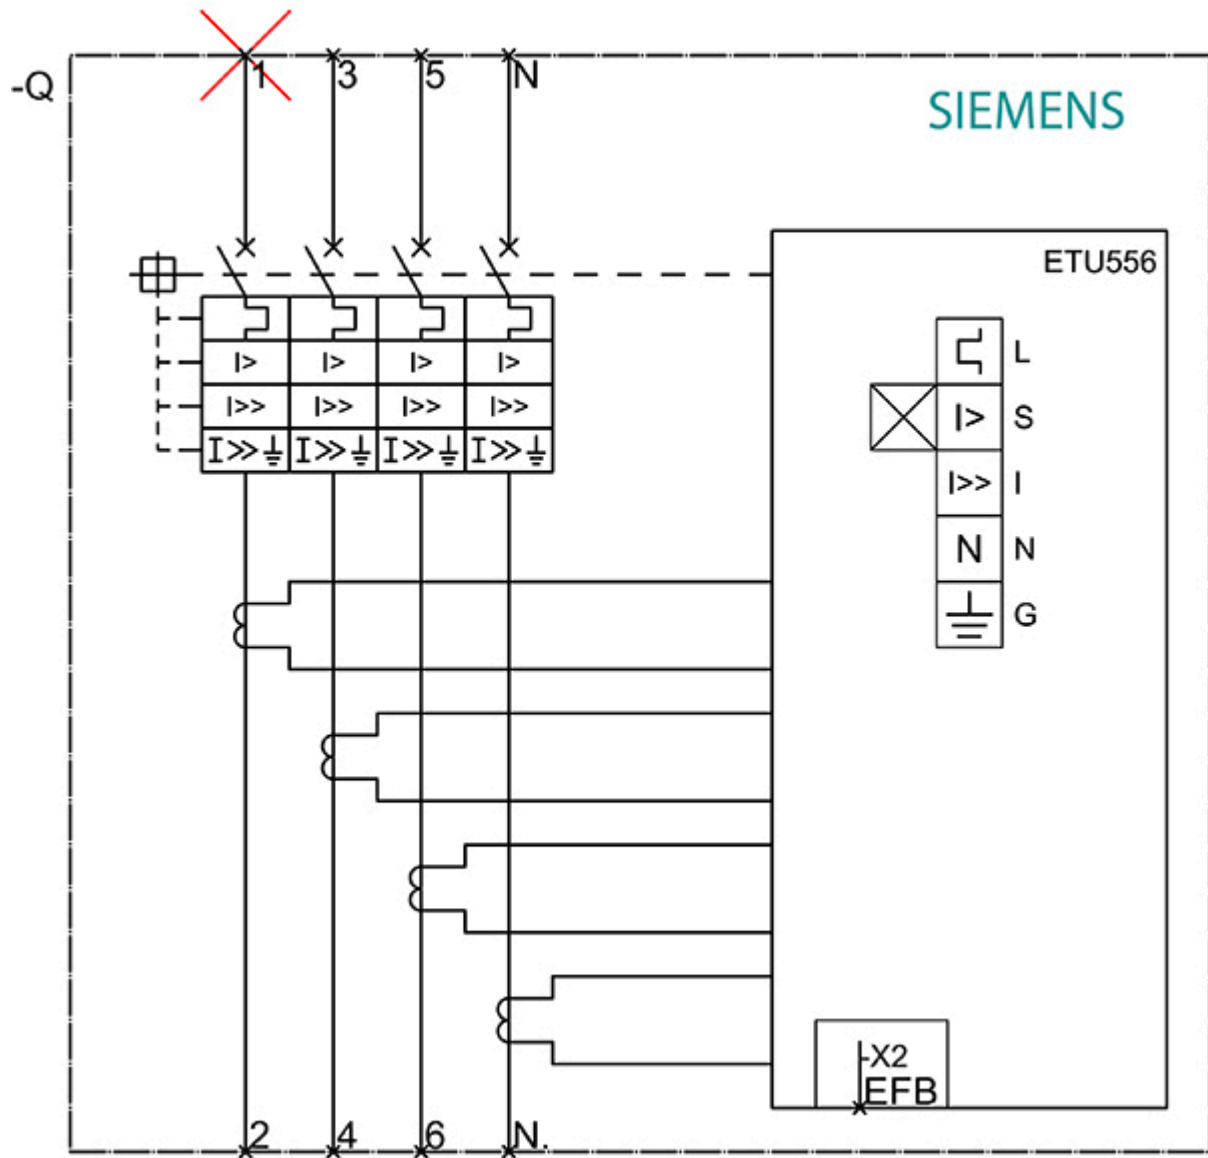 1 3 5 N
-Q
SIEMENS
ETU556
L
I> I> I> I>
I>> I>> I>> I>>
I>> I>> I>> I>>
I> S
I>> I
N N
G
-X2
EFB
2 4 6 N.